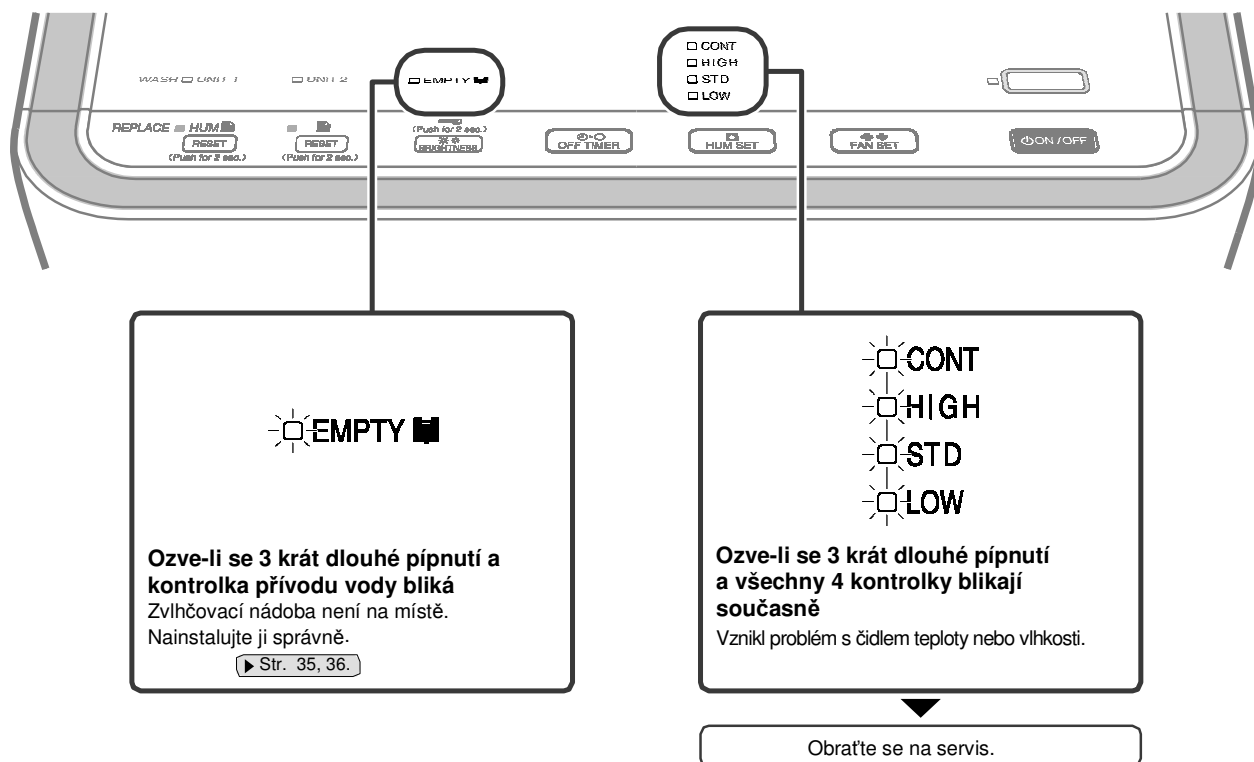 CONT
HIGH
STD
LOW
WASH UNIT 1 UNIT 2 EMPTY
REPLACE HUM
RESET
(Push for 2 sec.)
RESET
(Push for 2 sec.)
(Push for 2 sec.)
BRIGHTNESS
OFF TIMER
HUM SET
FAN SET
ON / OFF
EMPTY
Ozve-li se 3 krát dlouhé pípnutí a
kontrolka přívodu vody bliká
Zvlhčovací nádoba není na místě.
Nainstalujte ji správně.
Str. 35, 36.
CONT
HIGH
STD
LOW
Ozve-li se 3 krát dlouhé pípnutí
a všechny 4 kontrolky blikají
současně
Vznikl problém s čidlem teploty nebo vlhkosti.
Obraťte se na servis.